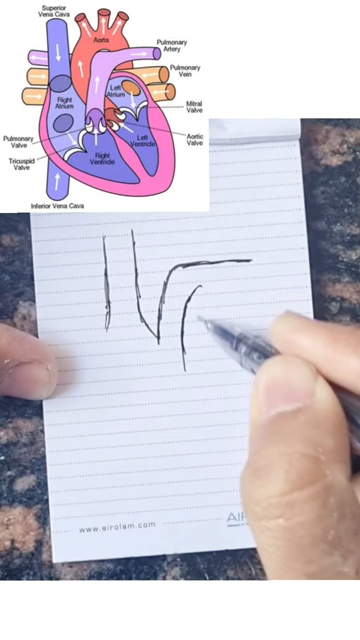 Superior
Vena Cava
Aorta
Pulmonary
Artery
Pulmonary
Vein
Left
Atrium
Mitral
Valve
Right
Atrium
Pulmonary
Valve
Left
Ventricle
Aortic
Valve
Tricuspid
Valve
Right
Ventricle
Inferior Vena Cava
www.airolam.com